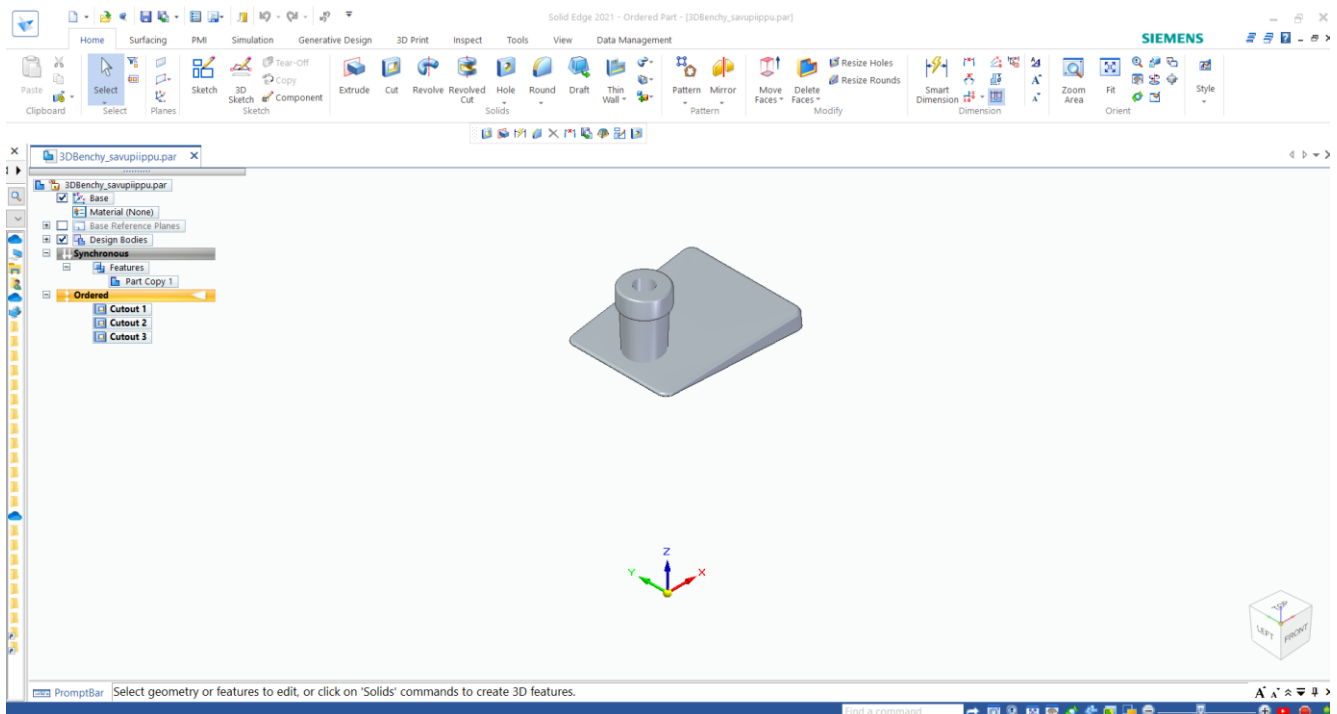 Solid Edge 2021 - Ordered Part - [3DBenchy_savupiippu.par]
Home Surfacing PMI Simulation Generative Design 3D Print Inspect Tools View Data Management SIEMENS
Paste Select Sketch 3D Sketch Tear-Off Copy Component Extrude Cut Revolve Revolved Cut Hole Round Draft Thin Wall Pattern Mirror Move Faces Delete Faces Resize Holes Resize Rounds Smart Dimension Zoom Area Fit Style
Clipboard Select Planes Sketch Solids Pattern Modify Dimension Orient
3DBenchy_savupiippu.par
3DBenchy_savupiippu.par
Base
Material (None)
Base Reference Planes
Design Bodies
Synchronous
Features
Part Copy 1
Ordered
Cutout 1
Cutout 2
Cutout 3
Z
Y X
TOP
LEFT FRONT
PromptBar Select geometry or features to edit, or click on 'Solids' commands to create 3D features.
Find a command